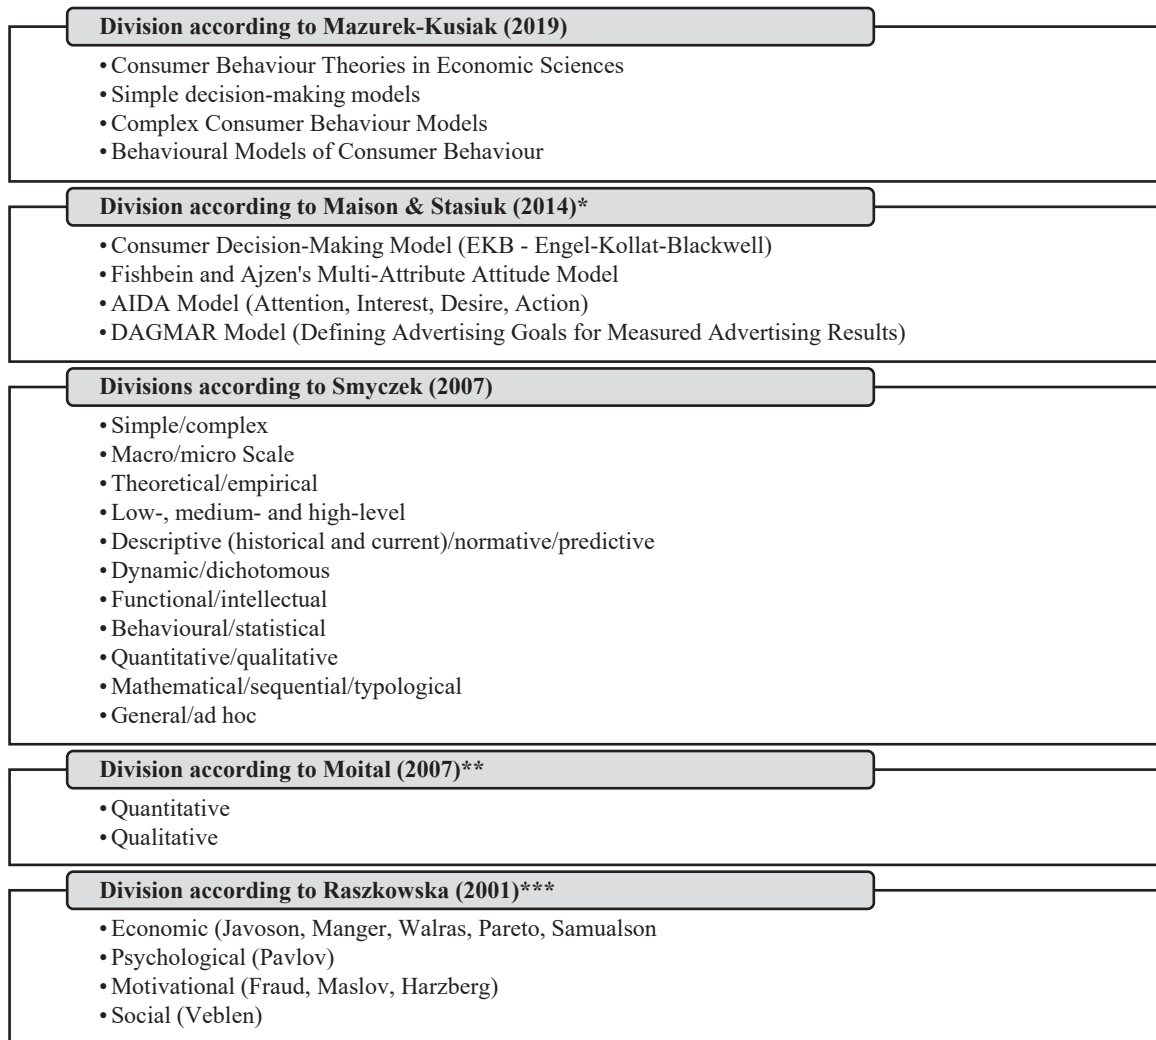 Division according to Mazurek-Kusiak (2019)
• Consumer Behaviour Theories in Economic Sciences
• Simple decision-making models
• Complex Consumer Behaviour Models
• Behavioural Models of Consumer Behaviour
Division according to Maison & Stasiuk (2014)*
• Consumer Decision-Making Model (EKB - Engel-Kollat-Blackwell)
• Fishbein and Ajzen's Multi-Attribute Attitude Model
• AIDA Model (Attention, Interest, Desire, Action)
• DAGMAR Model (Defining Advertising Goals for Measured Advertising Results)
Divisions according to Smyczek (2007)
• Simple/complex
• Macro/micro Scale
• Theoretical/empirical
• Low-, medium- and high-level
• Descriptive (historical and current)/normative/predictive
• Dynamic/dichotomous
• Functional/intellectual
• Behavioural/statistical
• Quantitative/qualitative
• Mathematical/sequential/typological
• General/ad hoc
Division according to Moital (2007)**
• Quantitative
• Qualitative
Division according to Raszkowska (2001)***
• Economic (Javoson, Manger, Walras, Pareto, Samualson
• Psychological (Pavlov)
• Motivational (Fraud, Maslov, Harzberg)
• Social (Veblen)